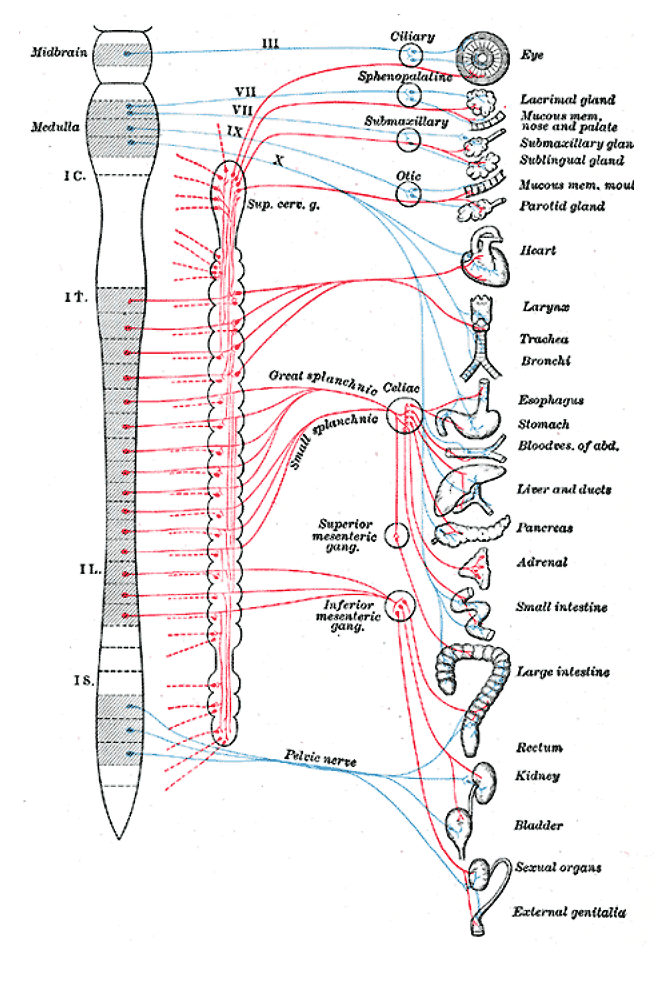 Midbrain
III
Ciliary
Eye
Sphenopalatine
VII
Lacrimal gland
VII
Mucous mem.
nose and palate
Medulla
IX
Submaxillary
Submaxillary glan
Sublingual gland
X
I C.
Otic
Mucous mem. mout
Parotid gland
Sup. cerv. g.
Heart
I T.
Larynx
Trachea
Bronchi
Great splanchnic
Celiac
Esophagus
Small splanchnic
Stomach
Bloodves. of abd.
Liver and ducts
Superior
mesenteric
gang.
Pancreas
Adrenal
I L.
Inferior
mesenteric
gang.
Small intestine
I S.
Large intestine
Rectum
Pelvic nerve
Kidney
Bladder
Sexual organs
External genitalia